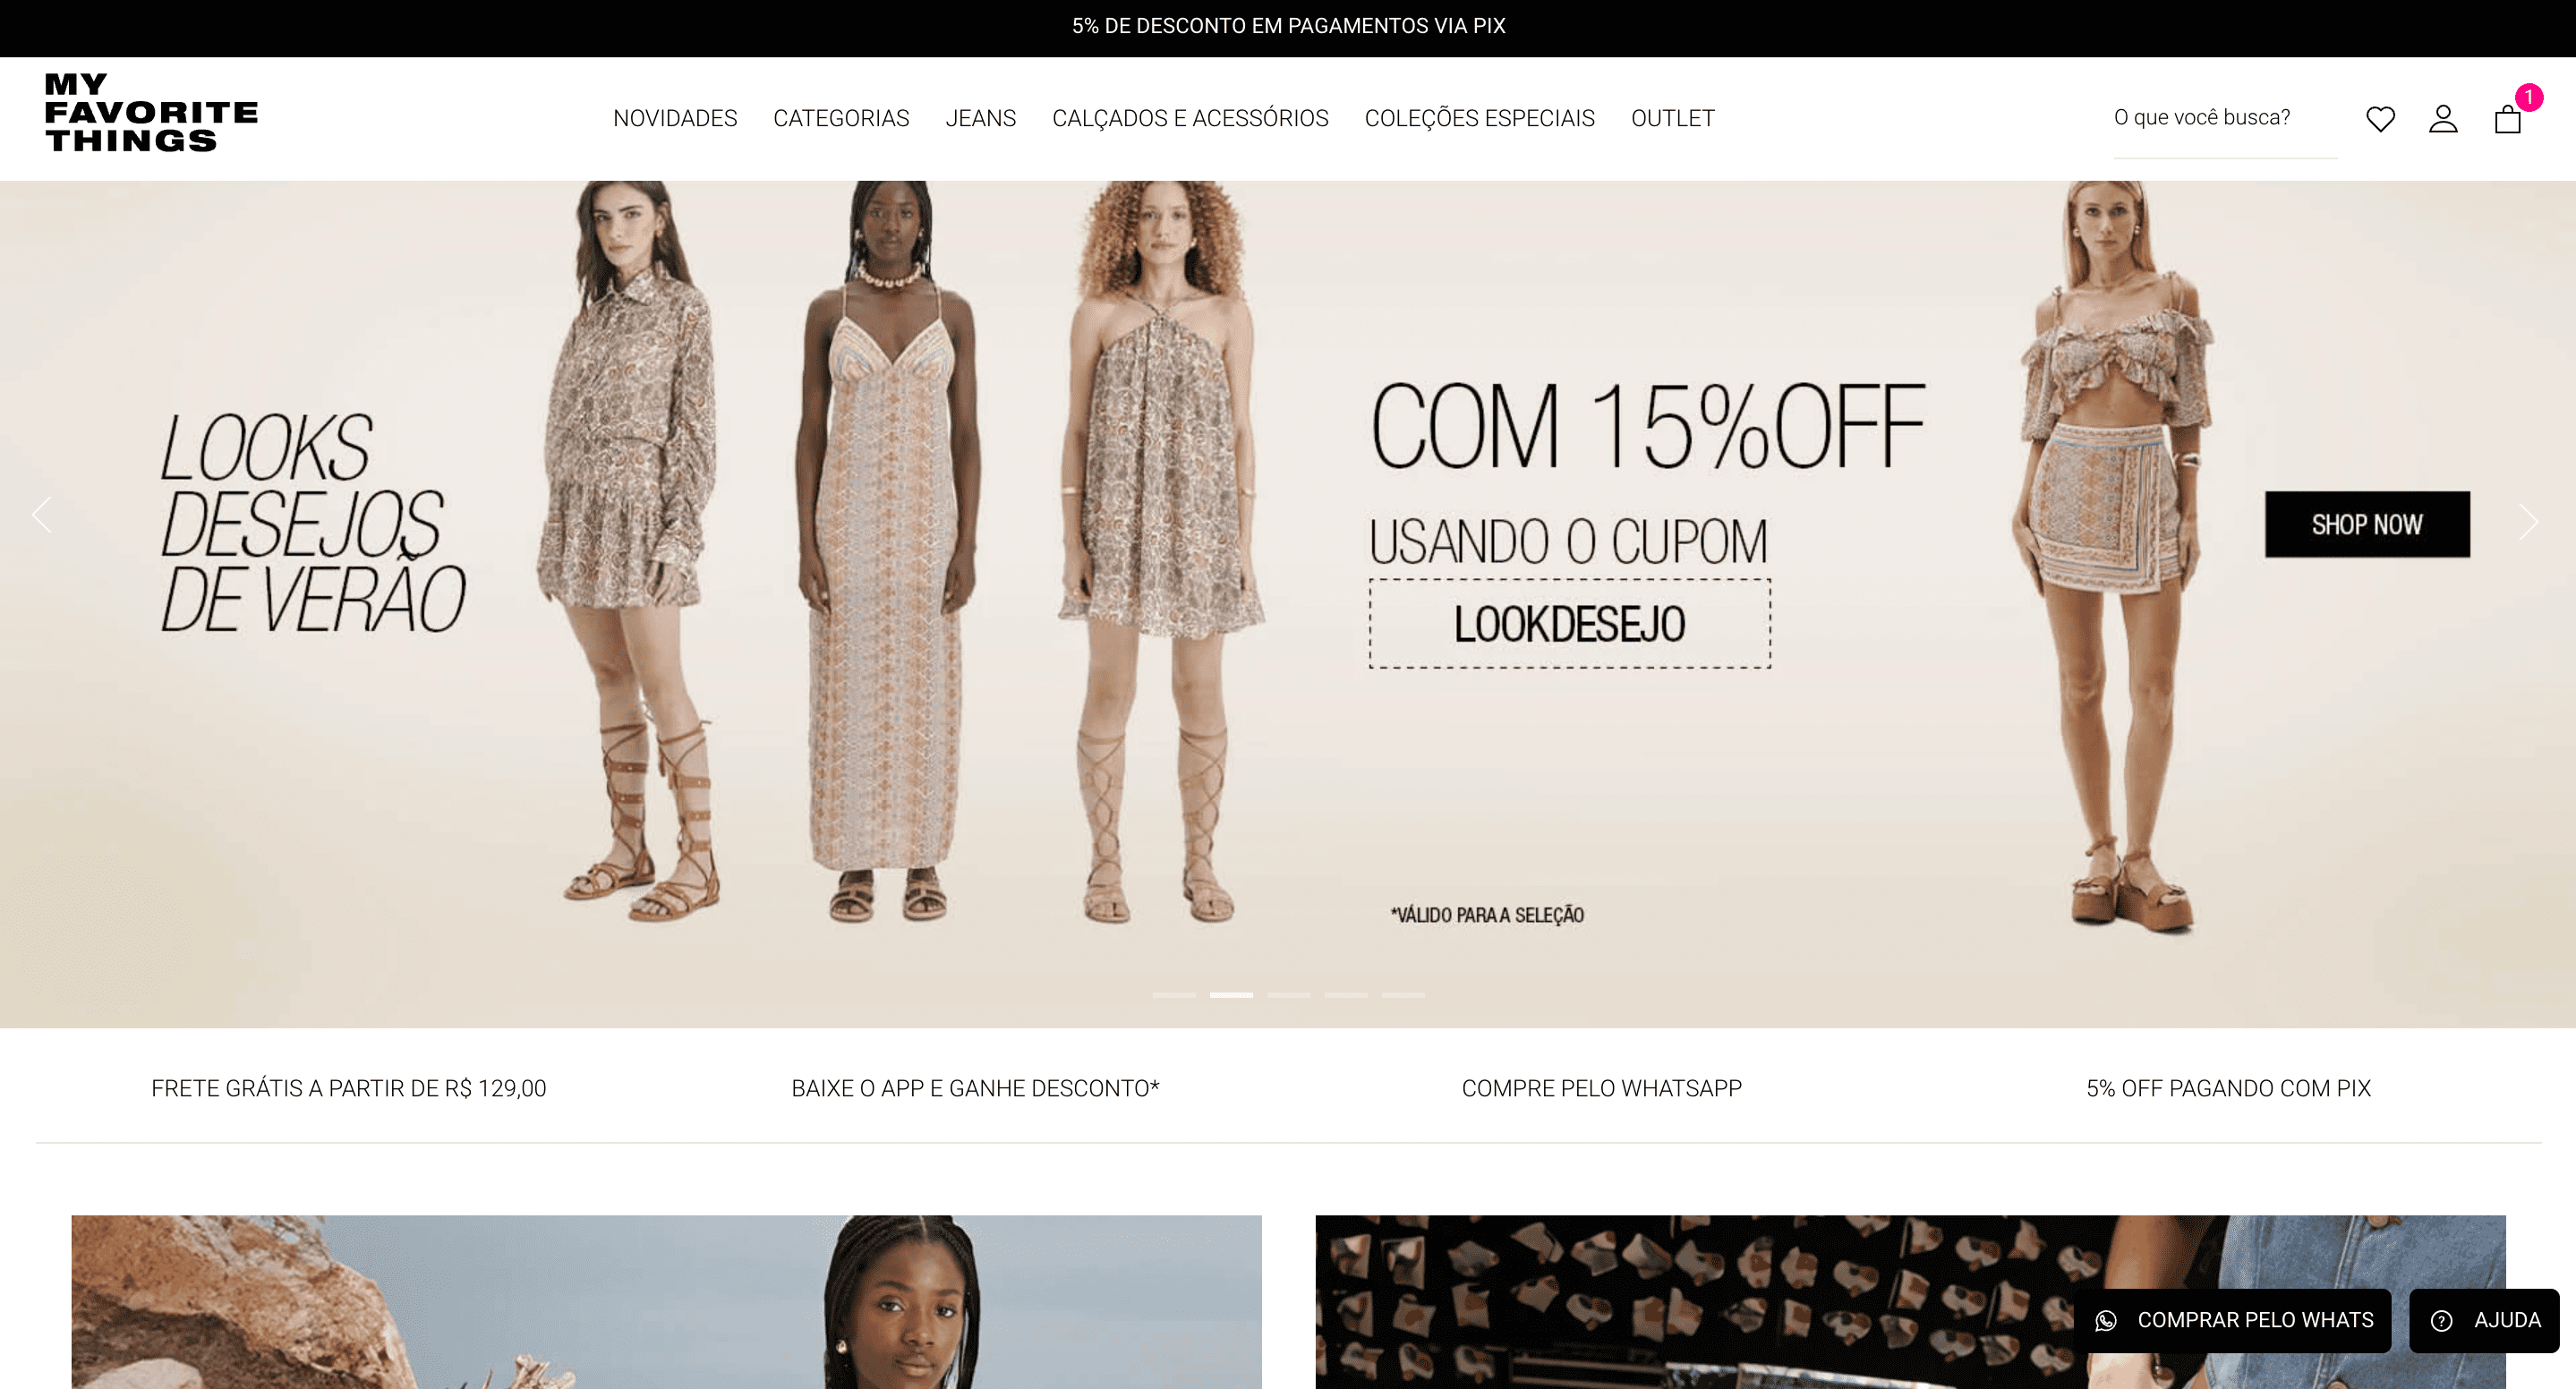 5% DE DESCONTO EM PAGAMENTOS VIA PIX
MY
FAVORITE
THINGS
NOVIDADES
CATEGORIAS
JEANS
CALÇADOS E ACESSÓRIOS
COLEÇÕES ESPECIAIS
OUTLET
O que você busca?
1
LOOKS
DESEJOS
DE VERÃO
COM 15%OFF
USANDO O CUPOM
LOOKDESEJO
*VÁLIDO PARA A SELEÇÃO
SHOP NOW
FRETE GRÁTIS A PARTIR DE R$ 129,00
BAIXE O APP E GANHE DESCONTO*
COMPRE PELO WHATSAPP
5% OFF PAGANDO COM PIX
COMPRAR PELO WHATS
? AJUDA